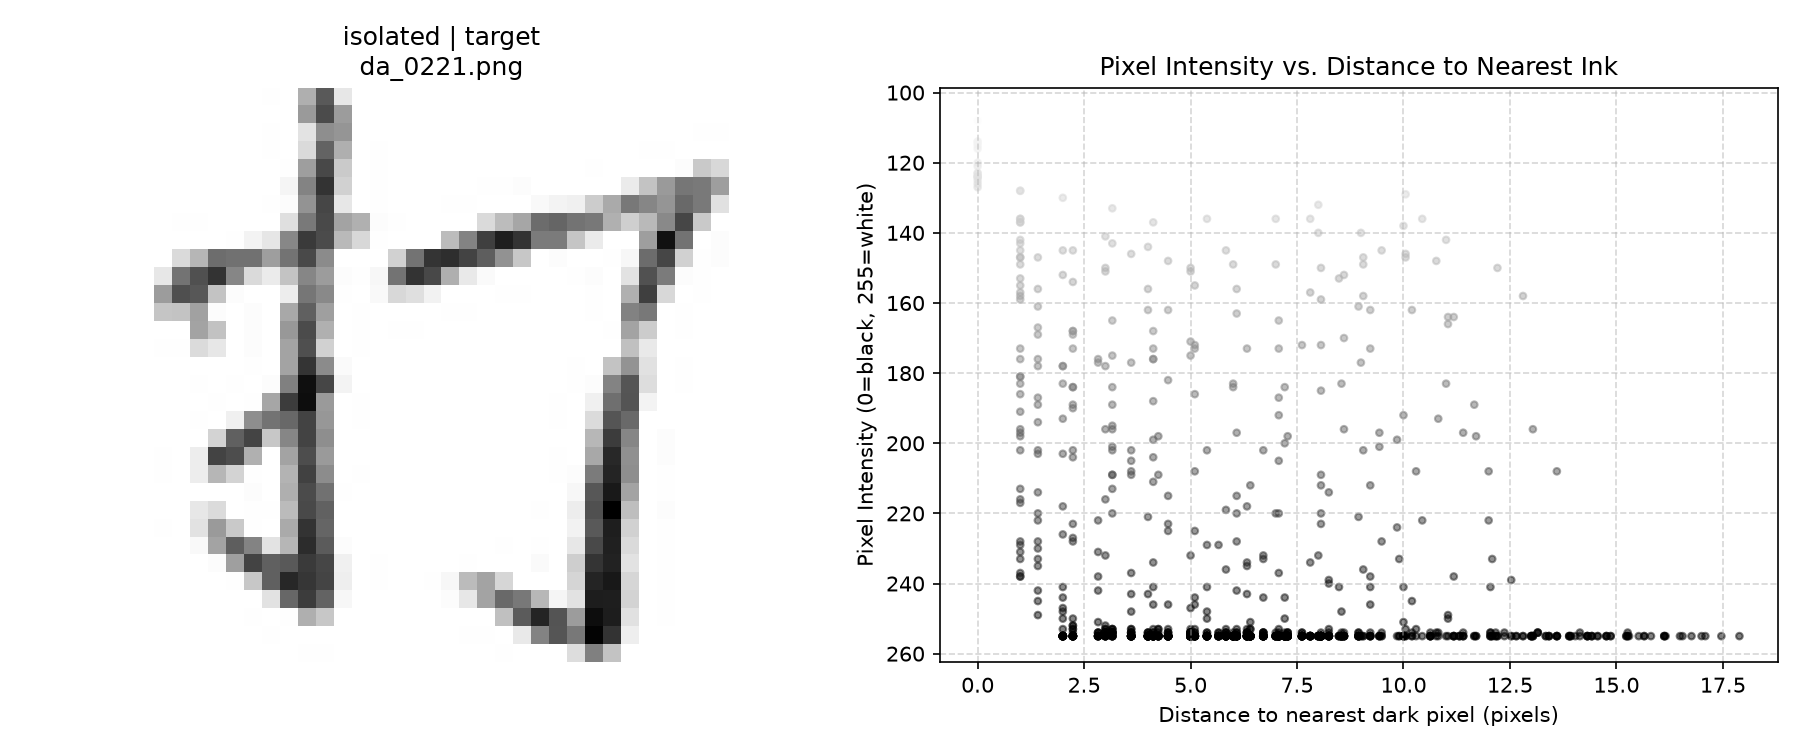 isolated | target
da_0221.png
打
Pixel Intensity vs. Distance to Nearest Ink
Pixel Intensity (0=black, 255=white)
100
120
140
160
180
200
220
240
260
0.0 2.5 5.0 7.5 10.0 12.5 15.0 17.5
Distance to nearest dark pixel (pixels)